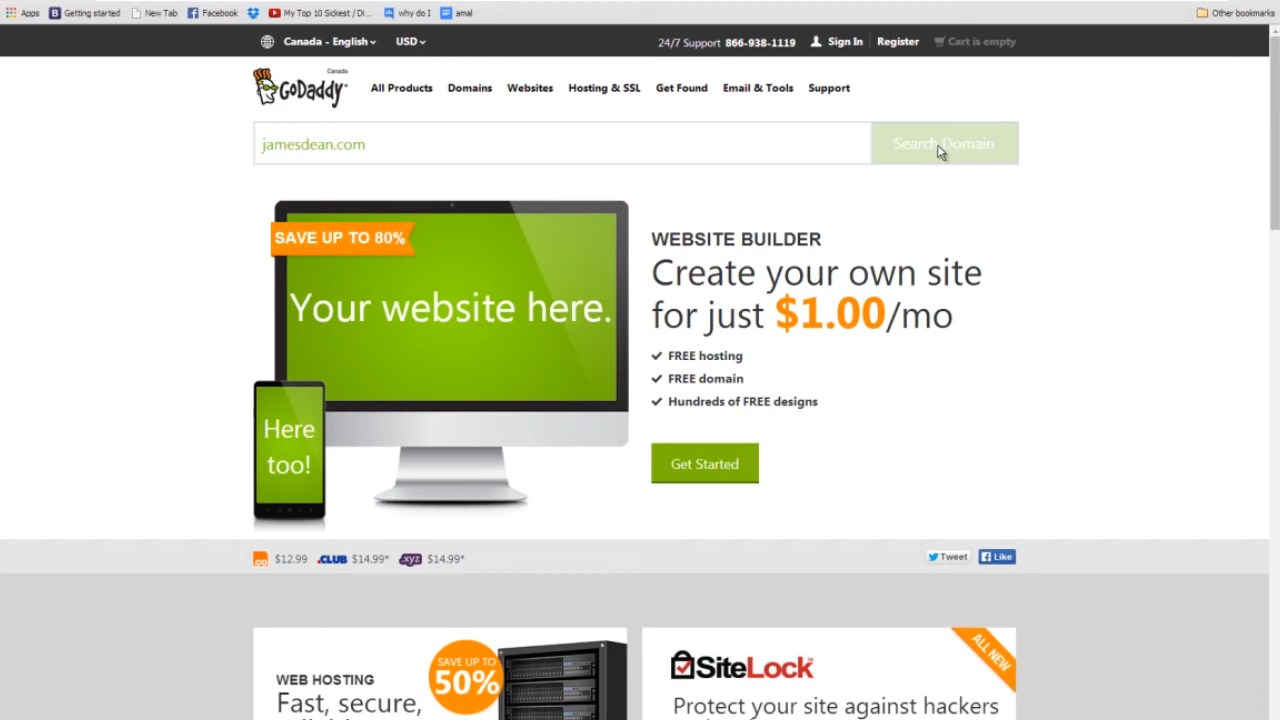 Apps Getting started New Tab Facebook My Top 10 Sickest / Di... why do I amal Other bookmarks
Canada - English USD 24/7 Support 866-938-1119 Sign In Register Cart is empty
Canada
GoDaddy All Products Domains Websites Hosting & SSL Get Found Email & Tools Support
jamesdean.com Search Domain
SAVE UP TO 80%
Your website here.
Here
too!
WEBSITE BUILDER
Create your own site
for just $1.00/mo
FREE hosting
FREE domain
Hundreds of FREE designs
Get Started
.oo $12.99 .CLUB $14.99* .xyz $14.99* Tweet Like
WEB HOSTING
Fast, secure,
SAVE UP TO
50%
SiteLock
ALL NEW
Protect your site against hackers